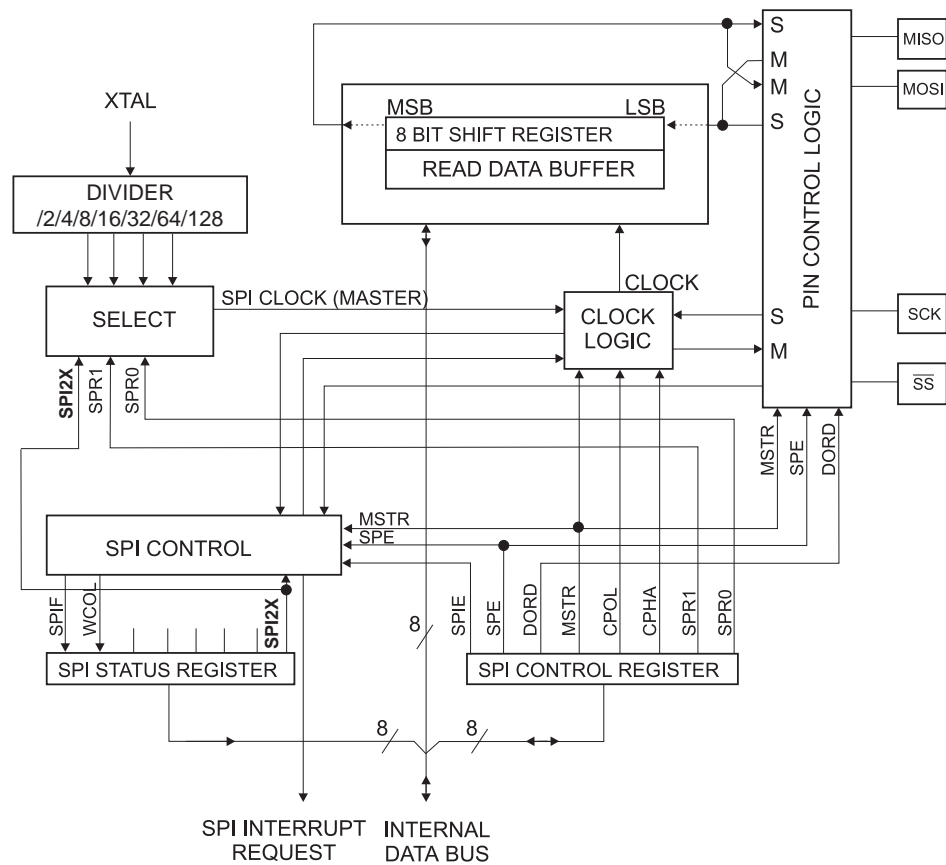 S
MISO
M
XTAL
MSB
LSB
M
MOSI
8 BIT SHIFT REGISTER
S
READ DATA BUFFER
DIVIDER
/2/4/8/16/32/64/128
PIN CONTROL LOGIC
SPI CLOCK (MASTER)
CLOCK
SELECT
CLOCK
LOGIC
S
SCK
M
SPI2X
SPR1
SPR0
SS
MSTR
SPE
DORD
MSTR
SPE
SPI CONTROL
SPIF
WCOL
SPI2X
8
SPIE
SPE
DORD
MSTR
CPOL
CPHA
SPR1
SPR0
SPI STATUS REGISTER
SPI CONTROL REGISTER
8
8
SPI INTERRUPT
REQUEST
INTERNAL
DATA BUS